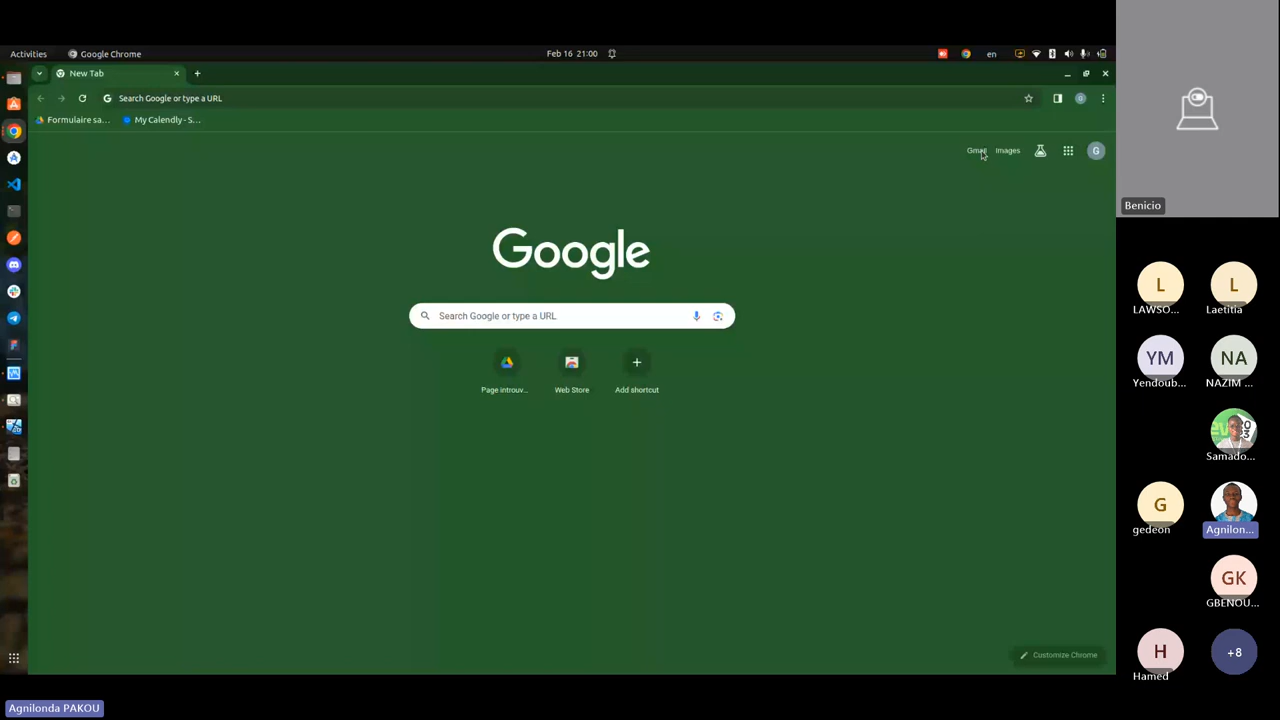 Activities
Google Chrome
Feb 16 21:00
en
New Tab
Search Google or type a URL
Formulaire sa...
My Calendly - S...
Gmail
Images
G
Google
Search Google or type a URL
Page introuv...
Web Store
Add shortcut
Customize Chrome
Agnilonda PAKOU
Benicio
L
LAWSO...
L
Laetitia
YM
Yendoub...
NA
NAZIM ...
Samado...
G
gedeon
Agnilon...
GK
GBENOU...
H
Hamed
+8